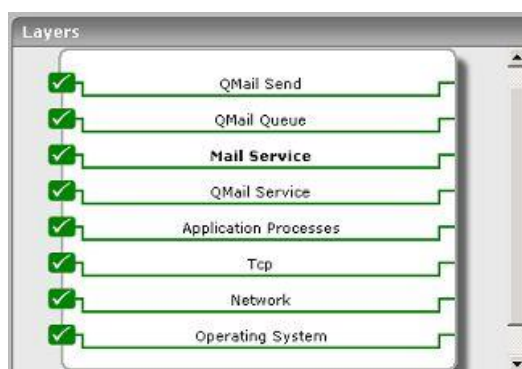 Layers
QMail Send
QMail Queue
Mail Service
QMail Service
Application Processes
Tcp
Network
Operating System